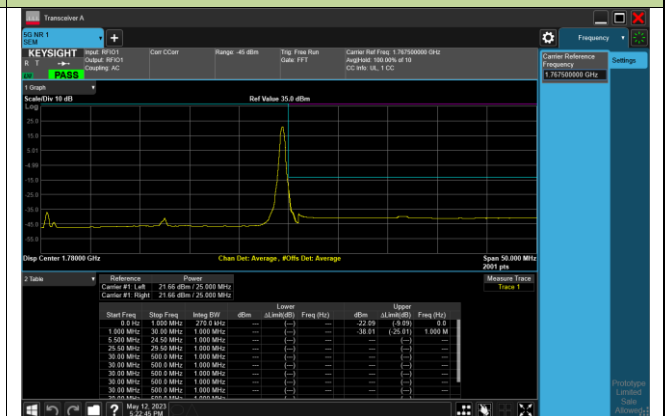 Transceiver A
5G NR 1
SEM
Frequency
KEYSIGHT
Input: RFIO1
Output: RFIO1
Coupling: AC
R T
PASS
Corr CCorr
Range: -45 dBm
Trig: Free Run
Gate: FFT
Carrier Ref Freq: 1.767500000 GHz
Avg|Hold: 100.00% of 10
CC Info: UL, 1 CC
Carrier Reference
Frequency
1.767500000 GHz
Settings
1 Graph
Scale/Div 10 dB
Ref Value 35.0 dBm
Log
25.0
15.0
5.01
-4.99
-15.0
-25.0
-35.0
-45.0
-55.0
Disp Center 1.78000 GHz
Chan Det: Average, #Offs Det: Average
Span 50.000 MHz
2001 pts
2 Table
Reference Power
Carrier #1: Left 21.66 dBm / 25.000 MHz
Carrier #1: Right 21.66 dBm / 25.000 MHz
Measure Trace
Trace 1
Lower Upper
Start Freq Stop Freq Integ BW dBm ΔLimit(dB) Freq (Hz) dBm ΔLimit(dB) Freq (Hz)
0.0 Hz 1.000 MHz 270.0 kHz --- (---) --- -22.09 (-9.09) 0.0
1.000 MHz 30.00 MHz 1.000 MHz --- (---) --- -38.01 (-25.01) 1.000 M
5.500 MHz 24.50 MHz 1.000 MHz --- (---) --- --- (---) ---
25.50 MHz 29.50 MHz 1.000 MHz --- (---) --- --- (---) ---
30.00 MHz 500.0 MHz 1.000 MHz --- (---) --- --- (---) ---
30.00 MHz 500.0 MHz 1.000 MHz --- (---) --- --- (---) ---
30.00 MHz 500.0 MHz 1.000 MHz --- (---) --- --- (---) ---
30.00 MHz 500.0 MHz 1.000 MHz --- (---) --- --- (---) ---
30.00 MHz 500.0 MHz 1.000 MHz --- (---) --- --- (---) ---
Prototype
Limited
Sale
Allowed
May 12, 2023
5:22:45 PM